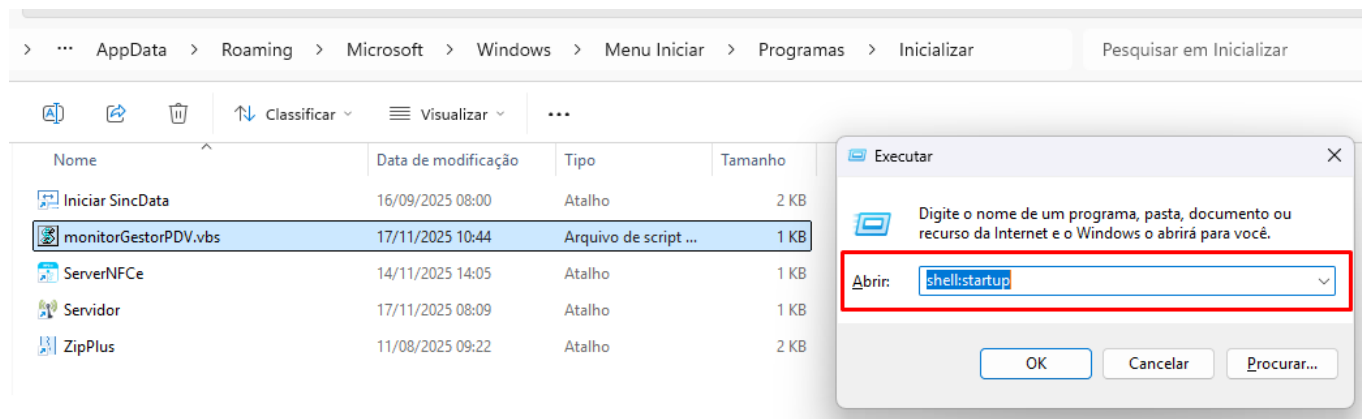 > ... AppData > Roaming > Microsoft > Windows > Menu Iniciar > Programas > Inicializar
Pesquisar em Inicializar
Classificar
Visualizar
...
Nome Data de modificação Tipo Tamanho
Iniciar SincData 16/09/2025 08:00 Atalho 2 KB
monitorGestorPDV.vbs 17/11/2025 10:44 Arquivo de script ... 1 KB
ServerNFCe 14/11/2025 14:05 Atalho 1 KB
Servidor 17/11/2025 08:09 Atalho 1 KB
ZipPlus 11/08/2025 09:22 Atalho 2 KB
Executar
Digite o nome de um programa, pasta, documento ou
recurso da Internet e o Windows o abrirá para você.
Abrir: shell:startup
OK Cancelar Procurar...